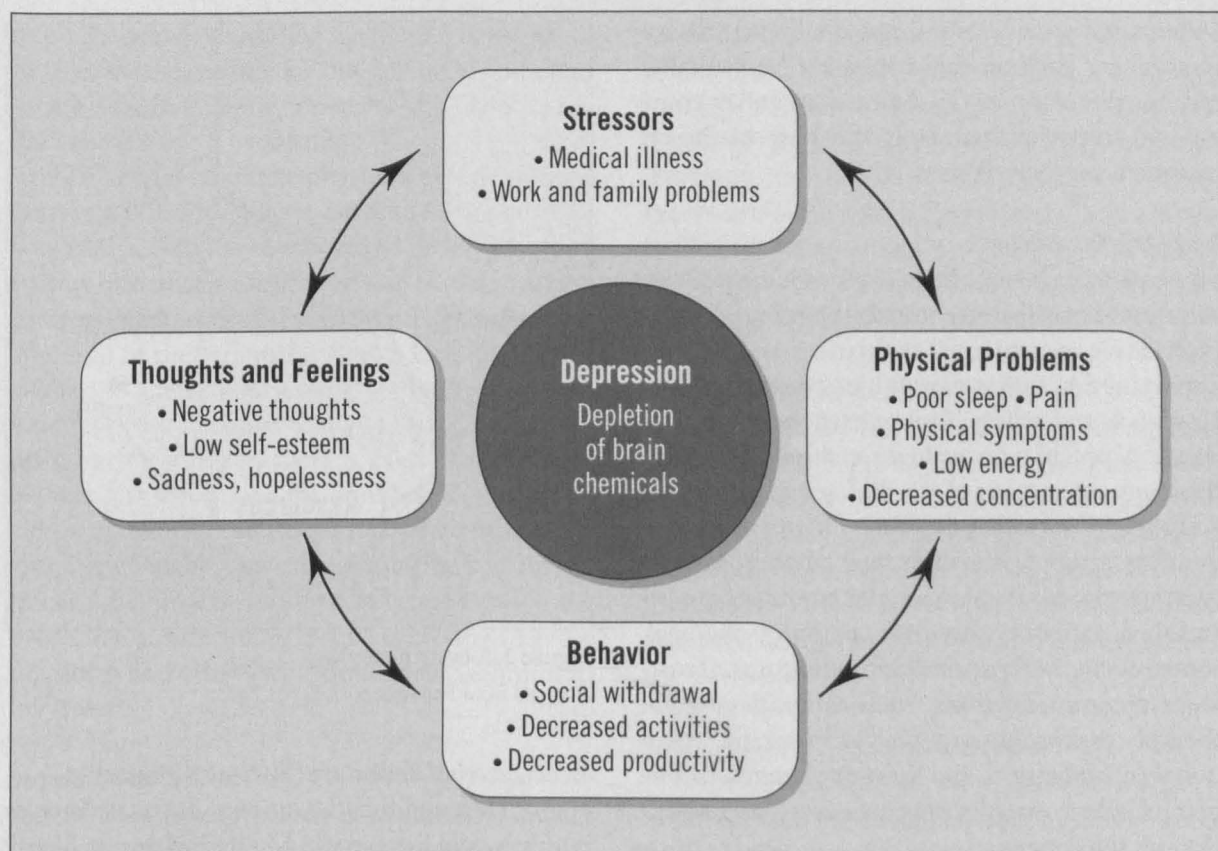 Stressors
• Medical illness
• Work and family problems
Thoughts and Feelings
• Negative thoughts
• Low self-esteem
• Sadness, hopelessness
Depression
Depletion
of brain
chemicals
Physical Problems
• Poor sleep • Pain
• Physical symptoms
• Low energy
• Decreased concentration
Behavior
• Social withdrawal
• Decreased activities
• Decreased productivity